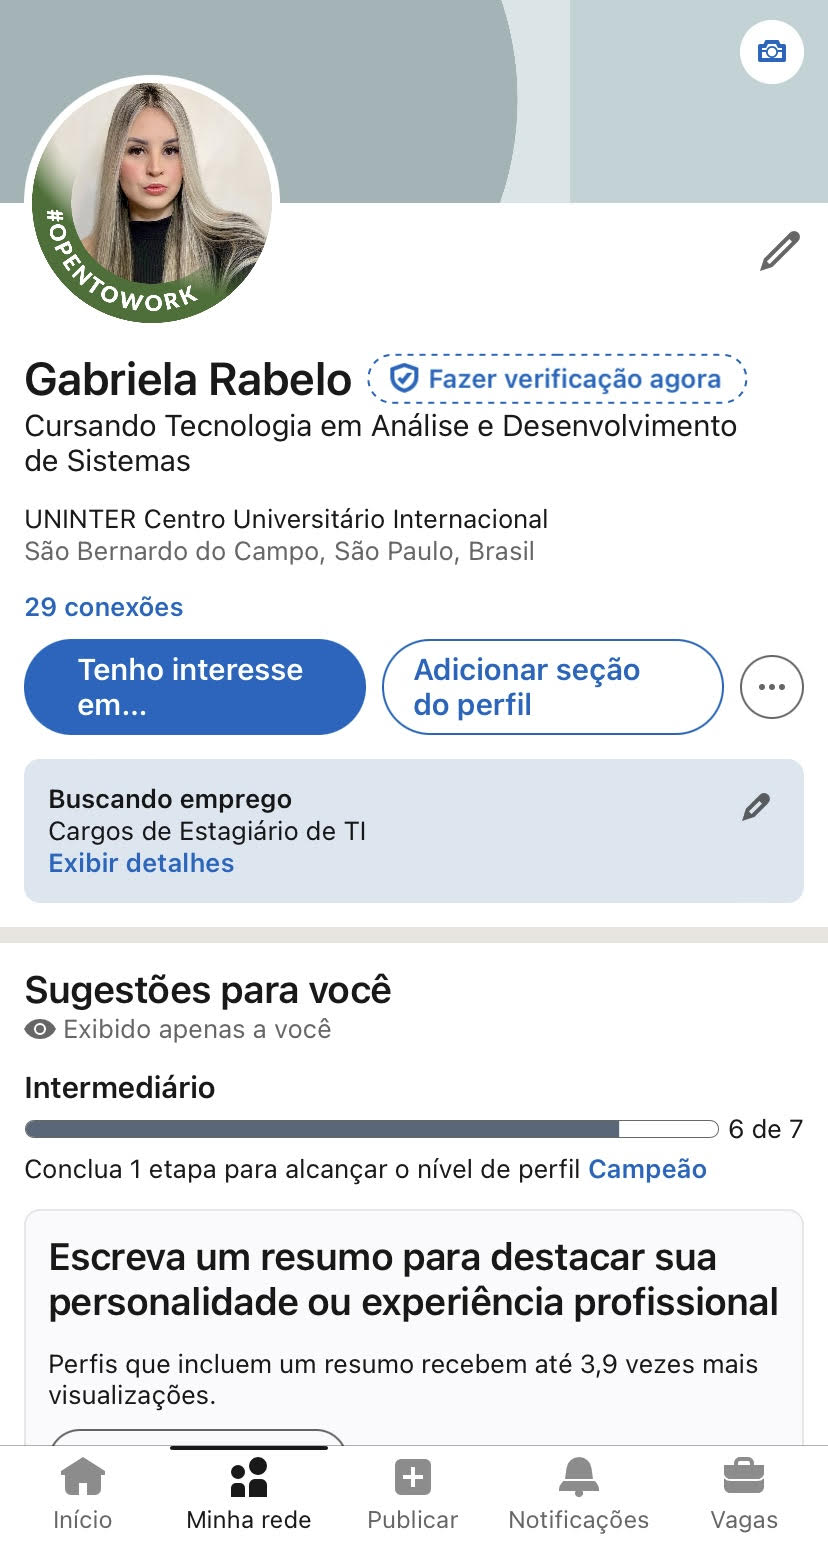 #OPENTOWORK
Gabriela Rabelo
Fazer verificação agora
Cursando Tecnologia em Análise e Desenvolvimento
de Sistemas
UNINTER Centro Universitário Internacional
São Bernardo do Campo, São Paulo, Brasil
29 conexões
Tenho interesse
em...
Adicionar seção
do perfil
Buscando emprego
Cargos de Estagiário de TI
Exibir detalhes
Sugestões para você
Exibido apenas a você
Intermediário
6 de 7
Conclua 1 etapa para alcançar o nível de perfil Campeão
Escreva um resumo para destacar sua
personalidade ou experiência profissional
Perfis que incluem um resumo recebem até 3,9 vezes mais
visualizações.
Início
Minha rede
Publicar
Notificações
Vagas